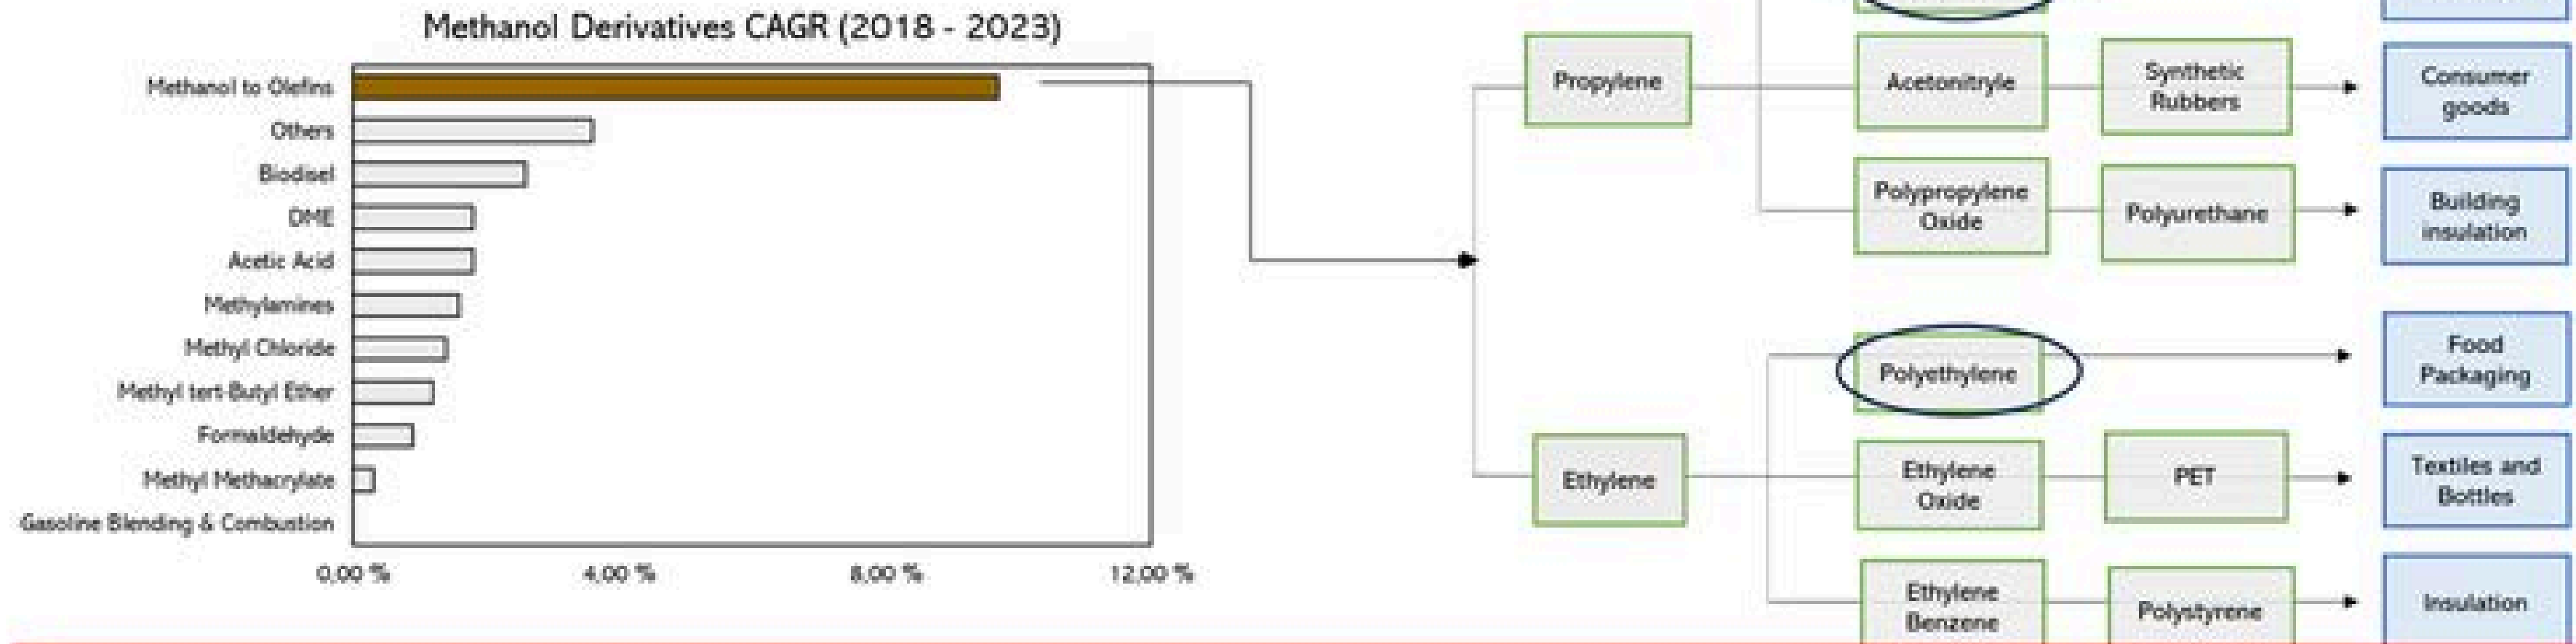 Methanol Derivatives CAGR (2018 - 2023)
Methanol to Olefins
Others
Biodisel
DME
Acetic Acid
Methylamines
Methyl Chloride
Methyl tert-Butyl Ether
Formaldehyde
Methyl Methacrylate
Gasoline Blending & Combustion
0,00 %
4,00 %
8,00 %
12,00 %
Propylene
Acetonitryle
Synthetic
Rubbers
Consumer
goods
Polypropylene
Oxide
Polyurethane
Building
insulation
Polyethylene
Food
Packaging
Ethylene
Ethylene
Oxide
PET
Textiles and
Bottles
Ethylene
Benzene
Polystyrene
Insulation